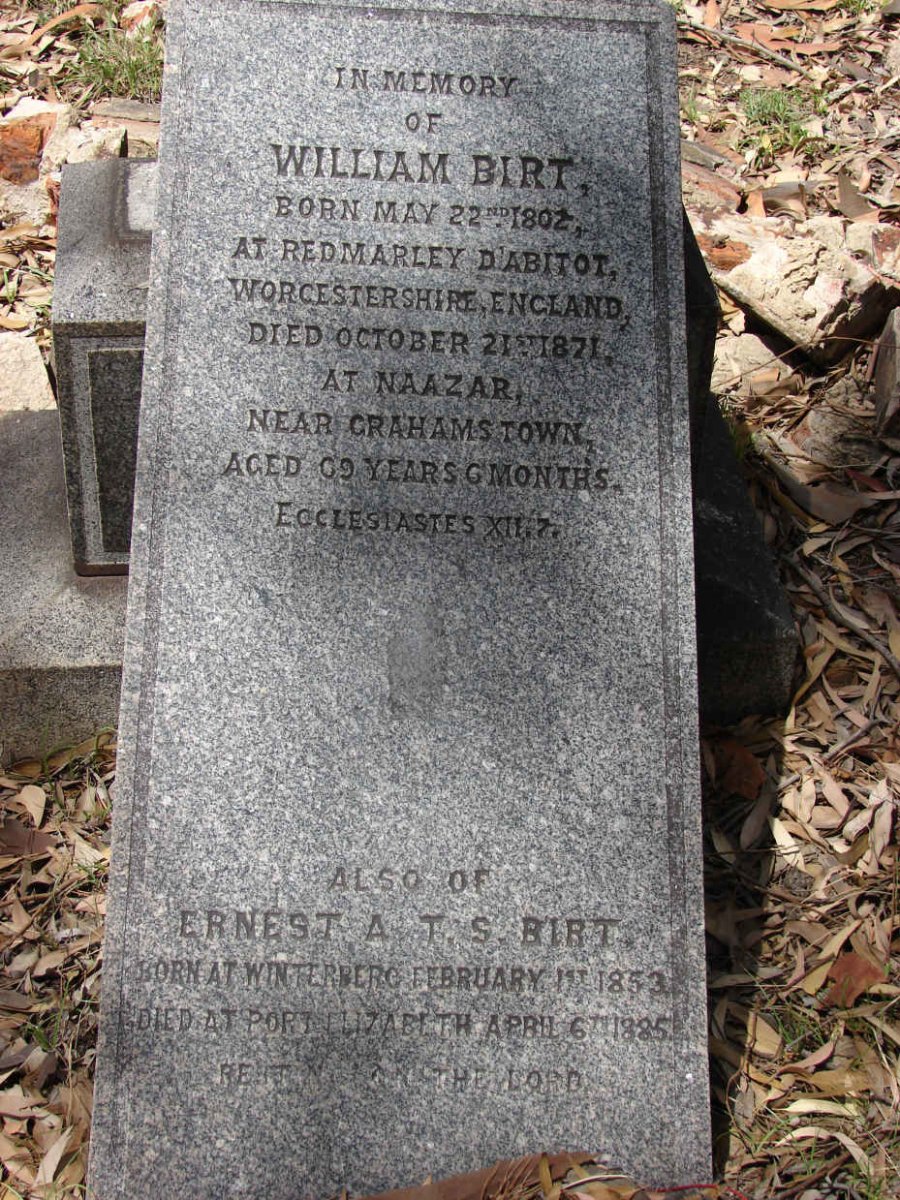 IN MEMORY
OF
WILLIAM BIRT,
BORN MAY 22ND 1802,
AT REDMARLEY D'ABITOT,
WORCESTERSHIRE, ENGLAND,
DIED OCTOBER 21ST 1871,
AT NAAZAR,
NEAR GRAHAMSTOWN,
AGED 69 YEARS 6 MONTHS.
ECCLESIASTES XII:7.
ALSO OF
ERNEST A. T. S. BIRT,
BORN AT WINTERBERG FEBRUARY 1ST 1853.
DIED AT PORT ELIZABETH APRIL 6TH 1885
THE LORD